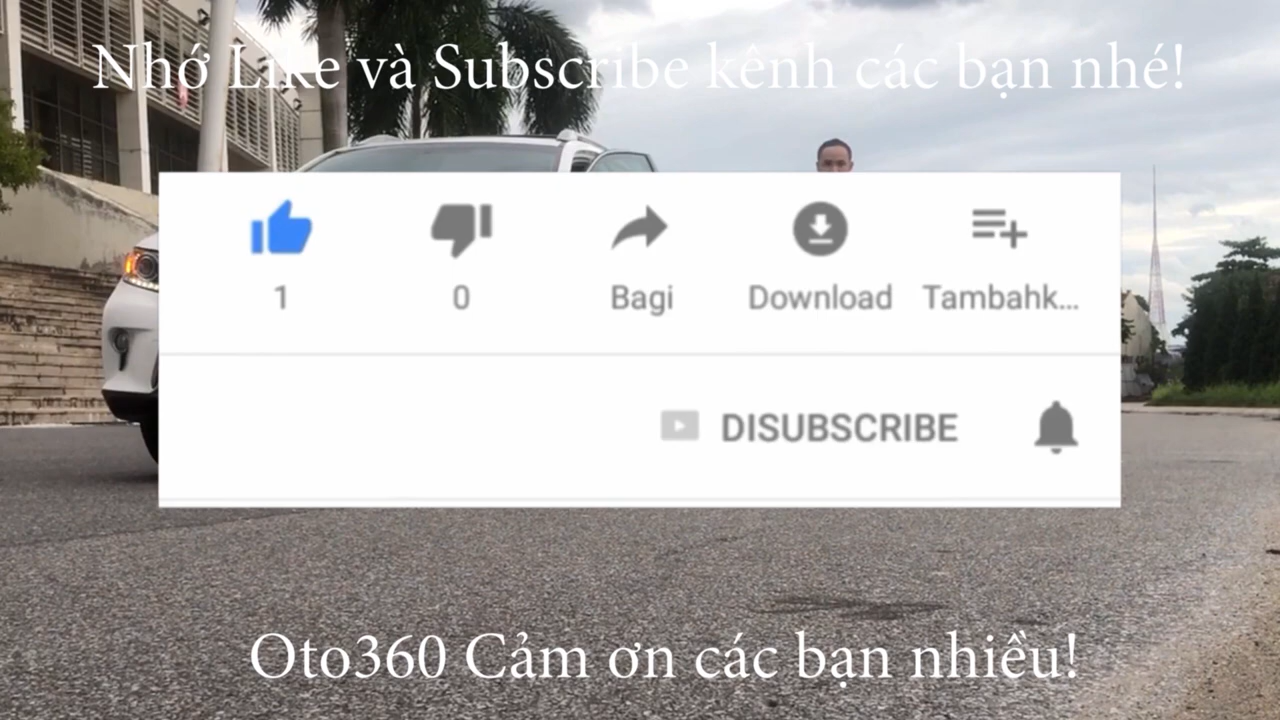 Nhớ Like và Subscribe kênh các bạn nhé!
1 0 Bagi Download Tambahk...
DISUBSCRIBE
Oto360 Cảm ơn các bạn nhiều!